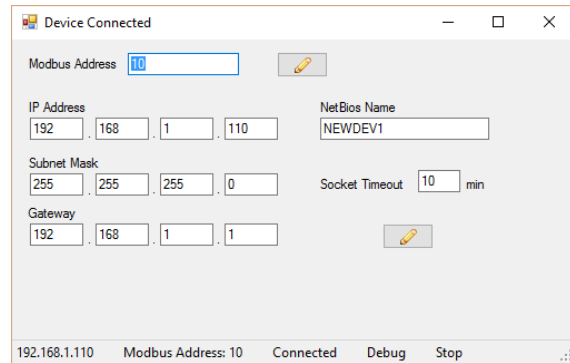 Device Connected
Modbus Address 10
IP Address NetBios Name
192 . 168 . 1 . 110 NEWDEV1
Subnet Mask
255 . 255 . 255 . 0 Socket Timeout 10 min
Gateway
192 . 168 . 1 . 1
192.168.1.110 Modbus Address: 10 Connected Debug Stop